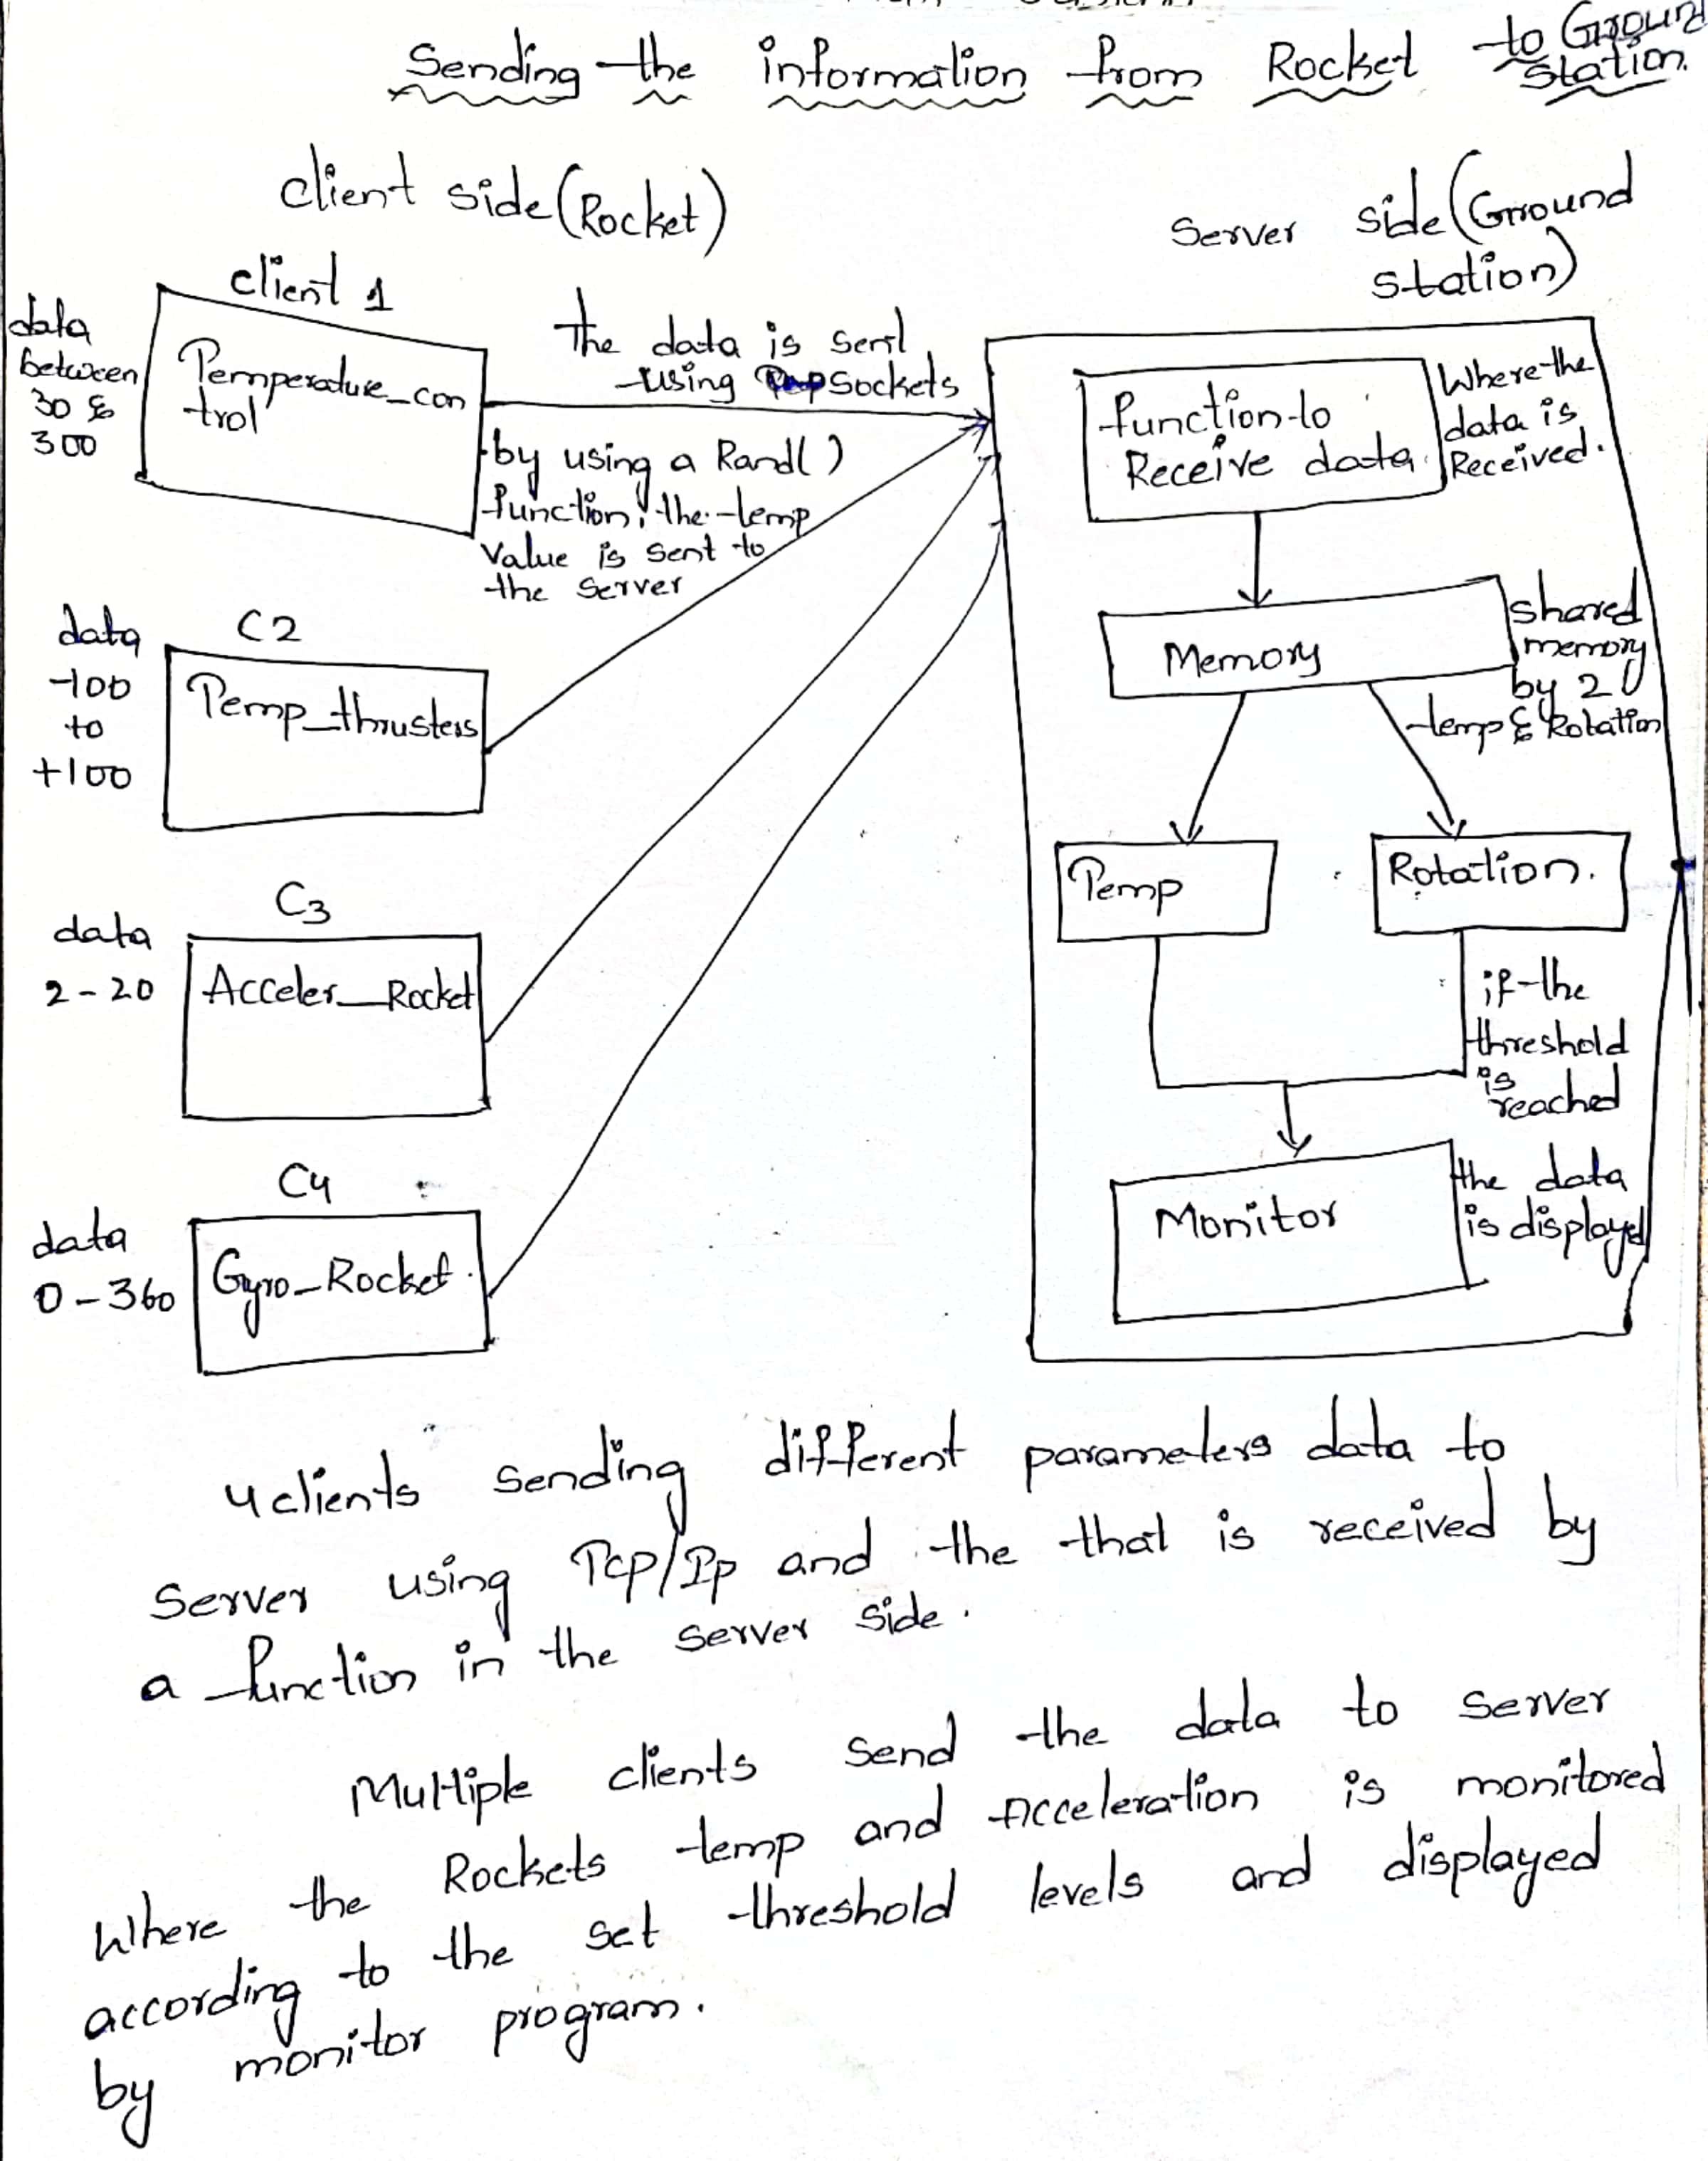 Sending the information from Rocket to Ground
Station.
client side (Rocket)
Server side (Ground
station)
client 1
data
between
30 &
300
Temperature_con
trol
the data is sent
using Sockets
by using a Rand( )
function, the temp
value is sent to
the server
function to
Receive data
Where the
data is
Received.
Memory
shared
memory
by 2
temp & Rotation
C2
data
-100
to
+100
Temp_thrusters
Temp
Rotation.
if the
threshold
is
reached
C3
data
2-20
Acceler_Rocket
Monitor
the data
is displayed
C4
data
0-360
Gyro_Rocket.
4 clients sending different parameters data to
Server using Tcp/Ip and the that is received by
a function in the server side.
Multiple clients send the data to server
Where the Rockets temp and Acceleration is monitored
according to the set threshold levels and displayed
by monitor program.